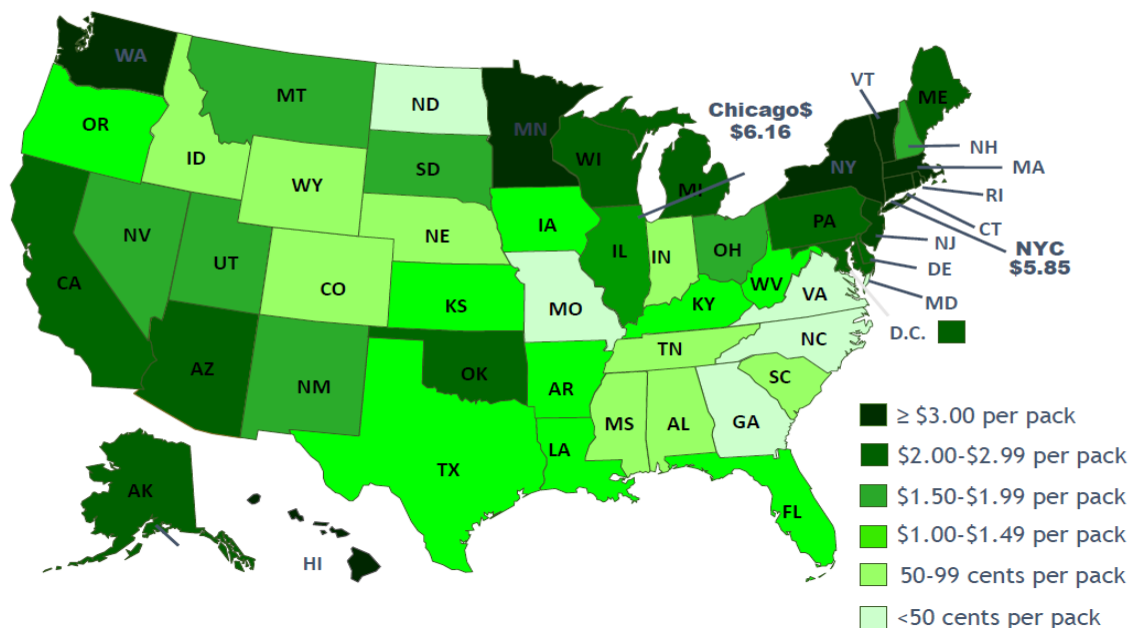 WA
MT
ND
MN
VT
ME
Chicago$
$6.16
OR
ID
SD
WI
MI
NY
NH
MA
WY
RI
IA
PA
CT
NV
NE
IL
IN
OH
NJ
NYC
$5.85
UT
CO
DE
CA
KS
MO
WV
VA
MD
KY
D.C.
AZ
NM
OK
TN
NC
AR
SC
MS
AL
GA
TX
LA
FL
AK
HI
≥ $3.00 per pack
$2.00-$2.99 per pack
$1.50-$1.99 per pack
$1.00-$1.49 per pack
50-99 cents per pack
<50 cents per pack